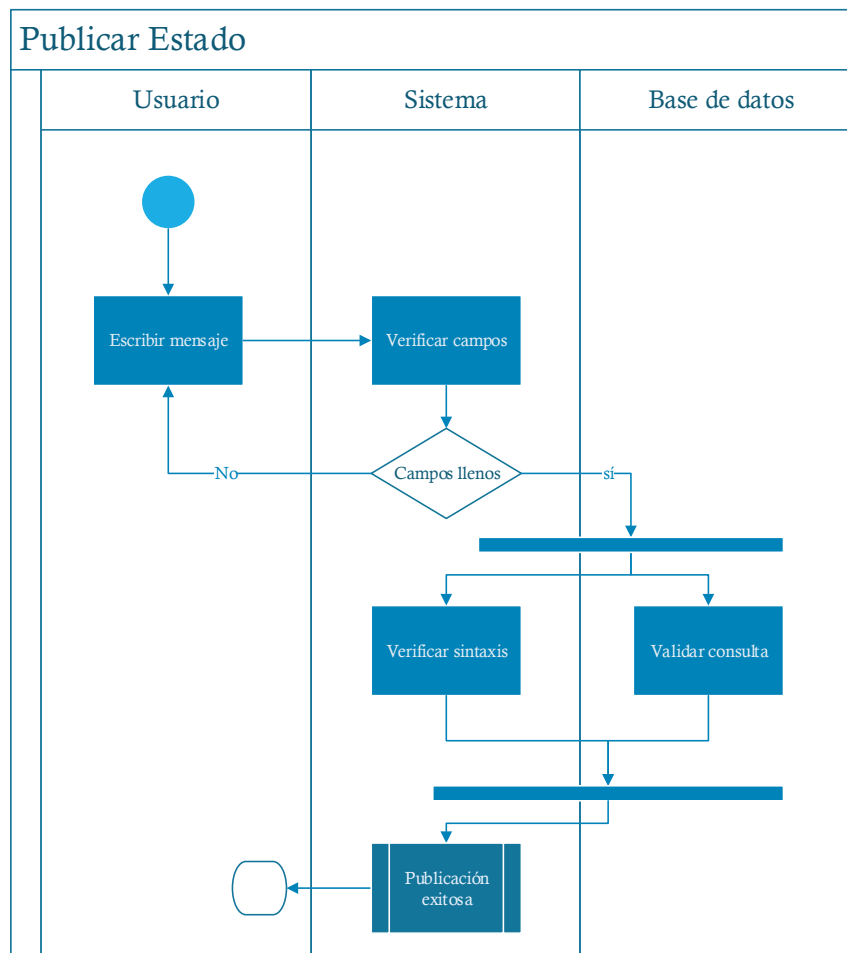 Publicar Estado
Usuario
Sistema
Base de datos
Escribir mensaje
Verificar campos
Campos llenos
No
sí
Verificar sintaxis
Validar consulta
Publicación
exitosa